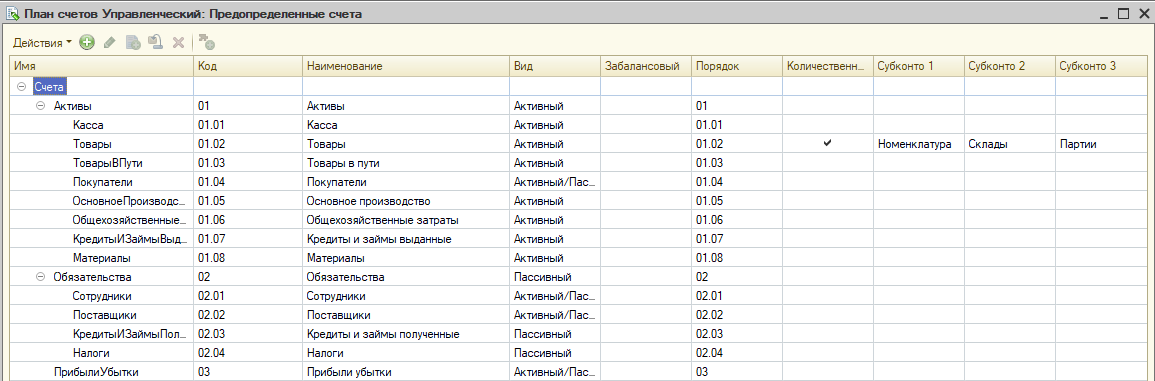 План счетов Управленческий: Предопределенные счета
Действия
Имя Код Наименование Вид Забалансовый Порядок Количественн... Субконто 1 Субконто 2 Субконто 3
Счета
Активы 01 Активы Активный 01
Касса 01.01 Касса Активный 01.01
Товары 01.02 Товары Активный 01.02 Номенклатура Склады Партии
ТоварыВПути 01.03 Товары в пути Активный 01.03
Покупатели 01.04 Покупатели Активный/Пас... 01.04
ОсновноеПроизводс... 01.05 Основное производство Активный 01.05
Общехозяйственные... 01.06 Общехозяйственные затраты Активный 01.06
КредитыИЗаймыВыд... 01.07 Кредиты и займы выданные Активный 01.07
Материалы 01.08 Материалы Активный 01.08
Обязательства 02 Обязательства Пассивный 02
Сотрудники 02.01 Сотрудники Активный/Пас... 02.01
Поставщики 02.02 Поставщики Активный/Пас... 02.02
КредитыИЗаймыПол... 02.03 Кредиты и займы полученные Пассивный 02.03
Налоги 02.04 Налоги Пассивный 02.04
ПрибылиУбытки 03 Прибыли убытки Активный/Пас... 03